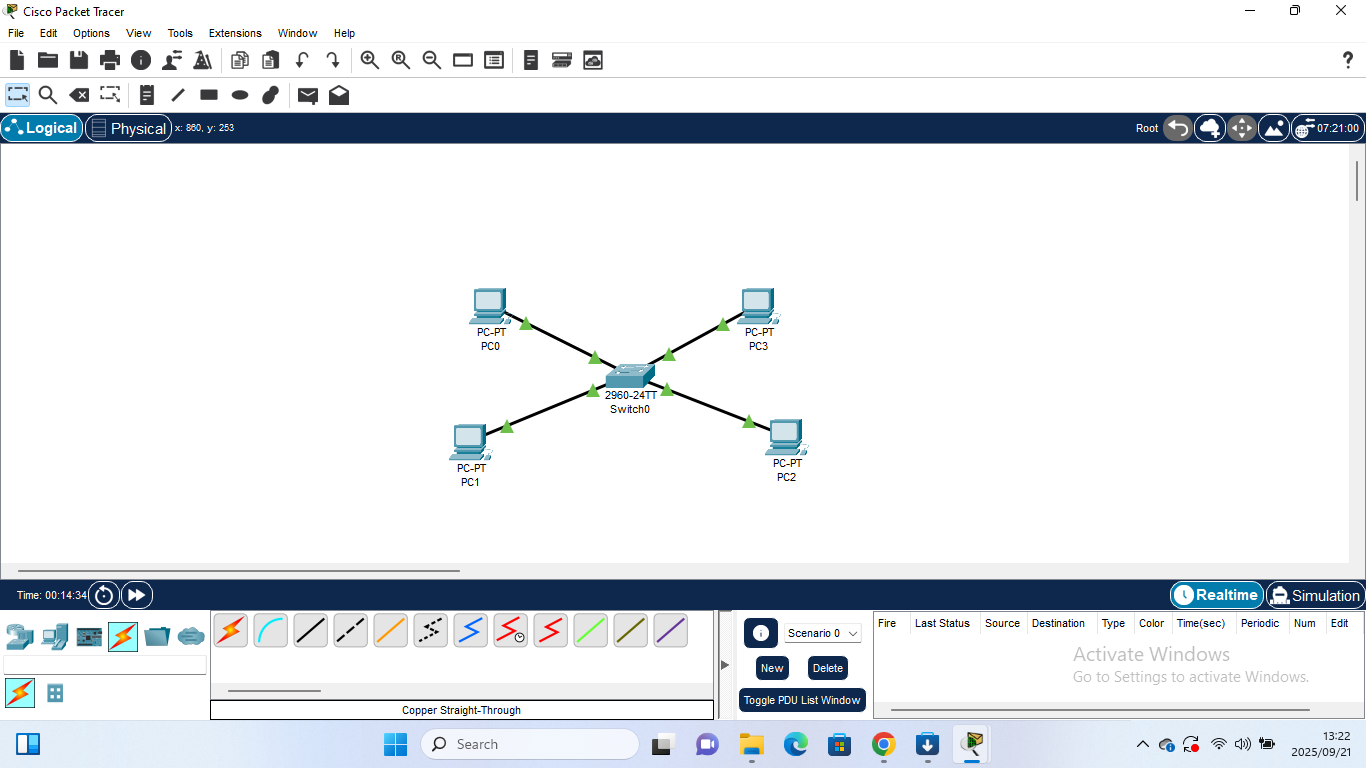 Cisco Packet Tracer
File Edit Options View Tools Extensions Window Help
?
Logical Physical x: 860, y: 253 Root 07:21:00
PC-PT
PC0
PC-PT
PC3
2960-24TT
Switch0
PC-PT
PC1
PC-PT
PC2
Time: 00:14:34 Realtime Simulation
Scenario 0
New Delete
Toggle PDU List Window
Copper Straight-Through
Fire Last Status Source Destination Type Color Time(sec) Periodic Num Edit
Activate Windows
Go to Settings to activate Windows.
Search
13:22
2025/09/21